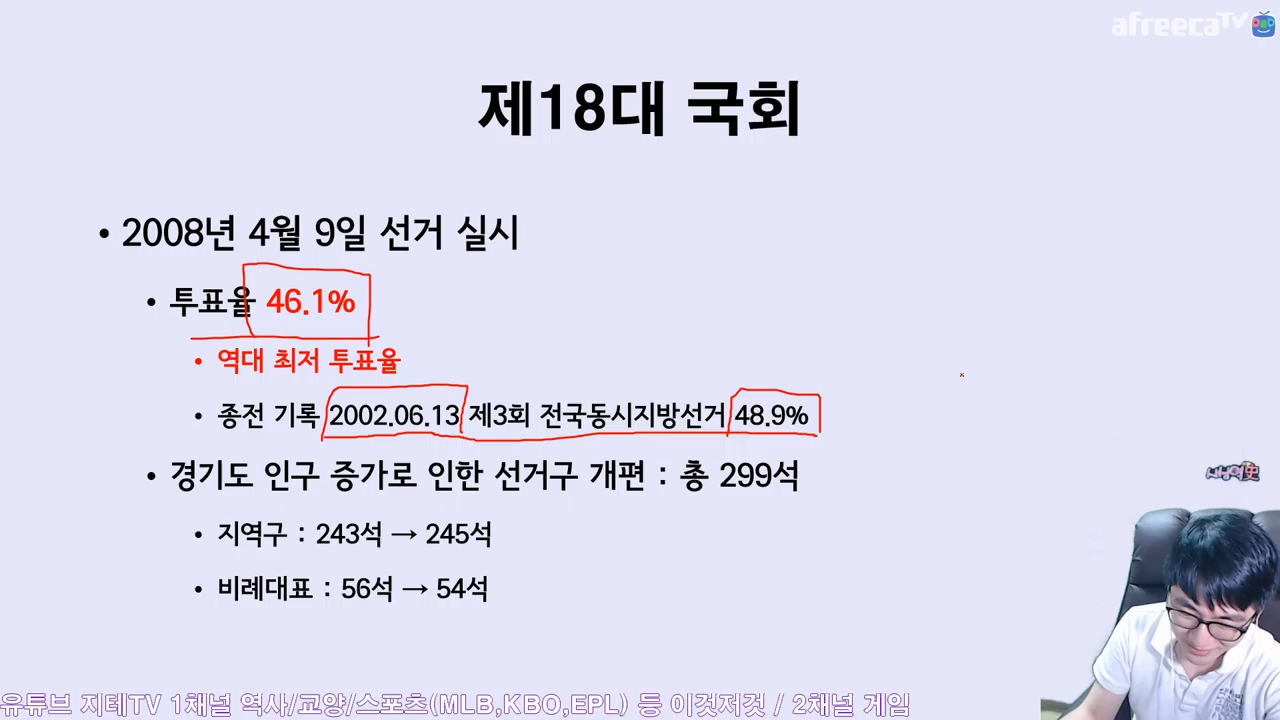 afreecaTV
제18대 국회
• 2008년 4월 9일 선거 실시
• 투표율 46.1%
• 역대 최저 투표율
• 종전 기록 2002.06.13 제3회 전국동시지방선거 48.9%
• 경기도 인구 증가로 인한 선거구 개편 : 총 299석
• 지역구 : 243석 → 245석
• 비례대표 : 56석 → 54석
유튜브 지테TV 1채널 역사/교양/스포츠(MLB,KBO,EPL) 등 이것저것 / 2채널 게임